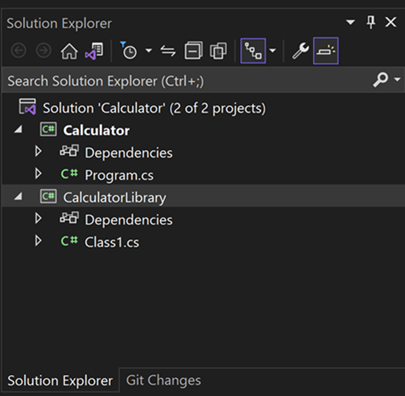 Solution Explorer
Search Solution Explorer (Ctrl+;)
Solution 'Calculator' (2 of 2 projects)
C# Calculator
Dependencies
C# Program.cs
C# CalculatorLibrary
Dependencies
C# Class1.cs
Solution Explorer Git Changes